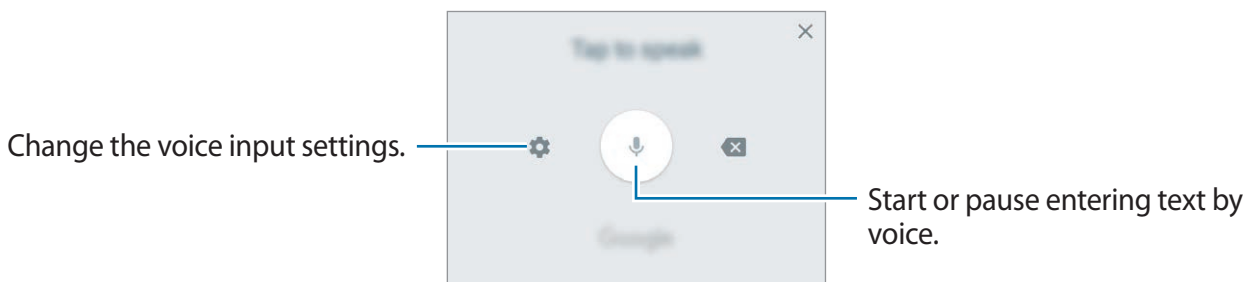 Tap to speak
Change the voice input settings.
Start or pause entering text by
voice.
Google